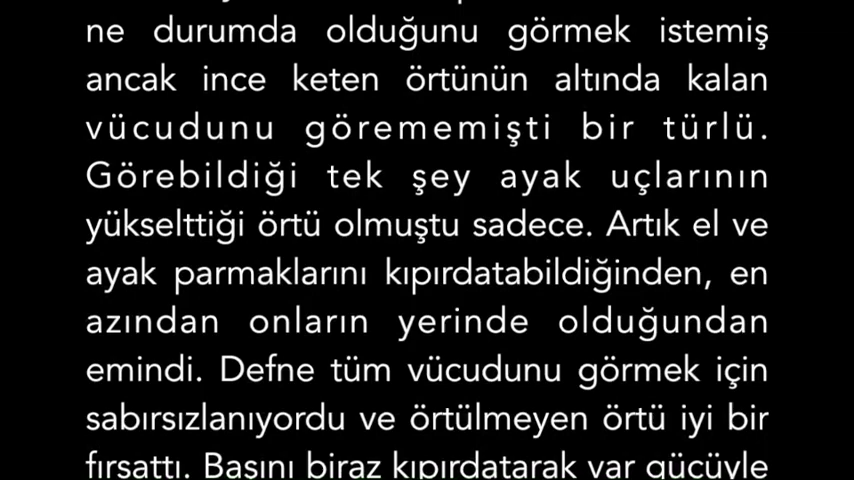 ne durumda olduğunu görmek istemiş
ancak ince keten örtünün altında kalan
vücudunu görememişti bir türlü.
Görebildiği tek şey ayak uçlarının
yükselttiği örtü olmuştu sadece. Artık el ve
ayak parmaklarını kıpırdatabildiğinden, en
azından onların yerinde olduğundan
emindi. Defne tüm vücudunu görmek için
sabırsızlanıyordu ve örtülmeyen örtü iyi bir
fırsattı. Başını biraz kıpırdatarak var gücüyle